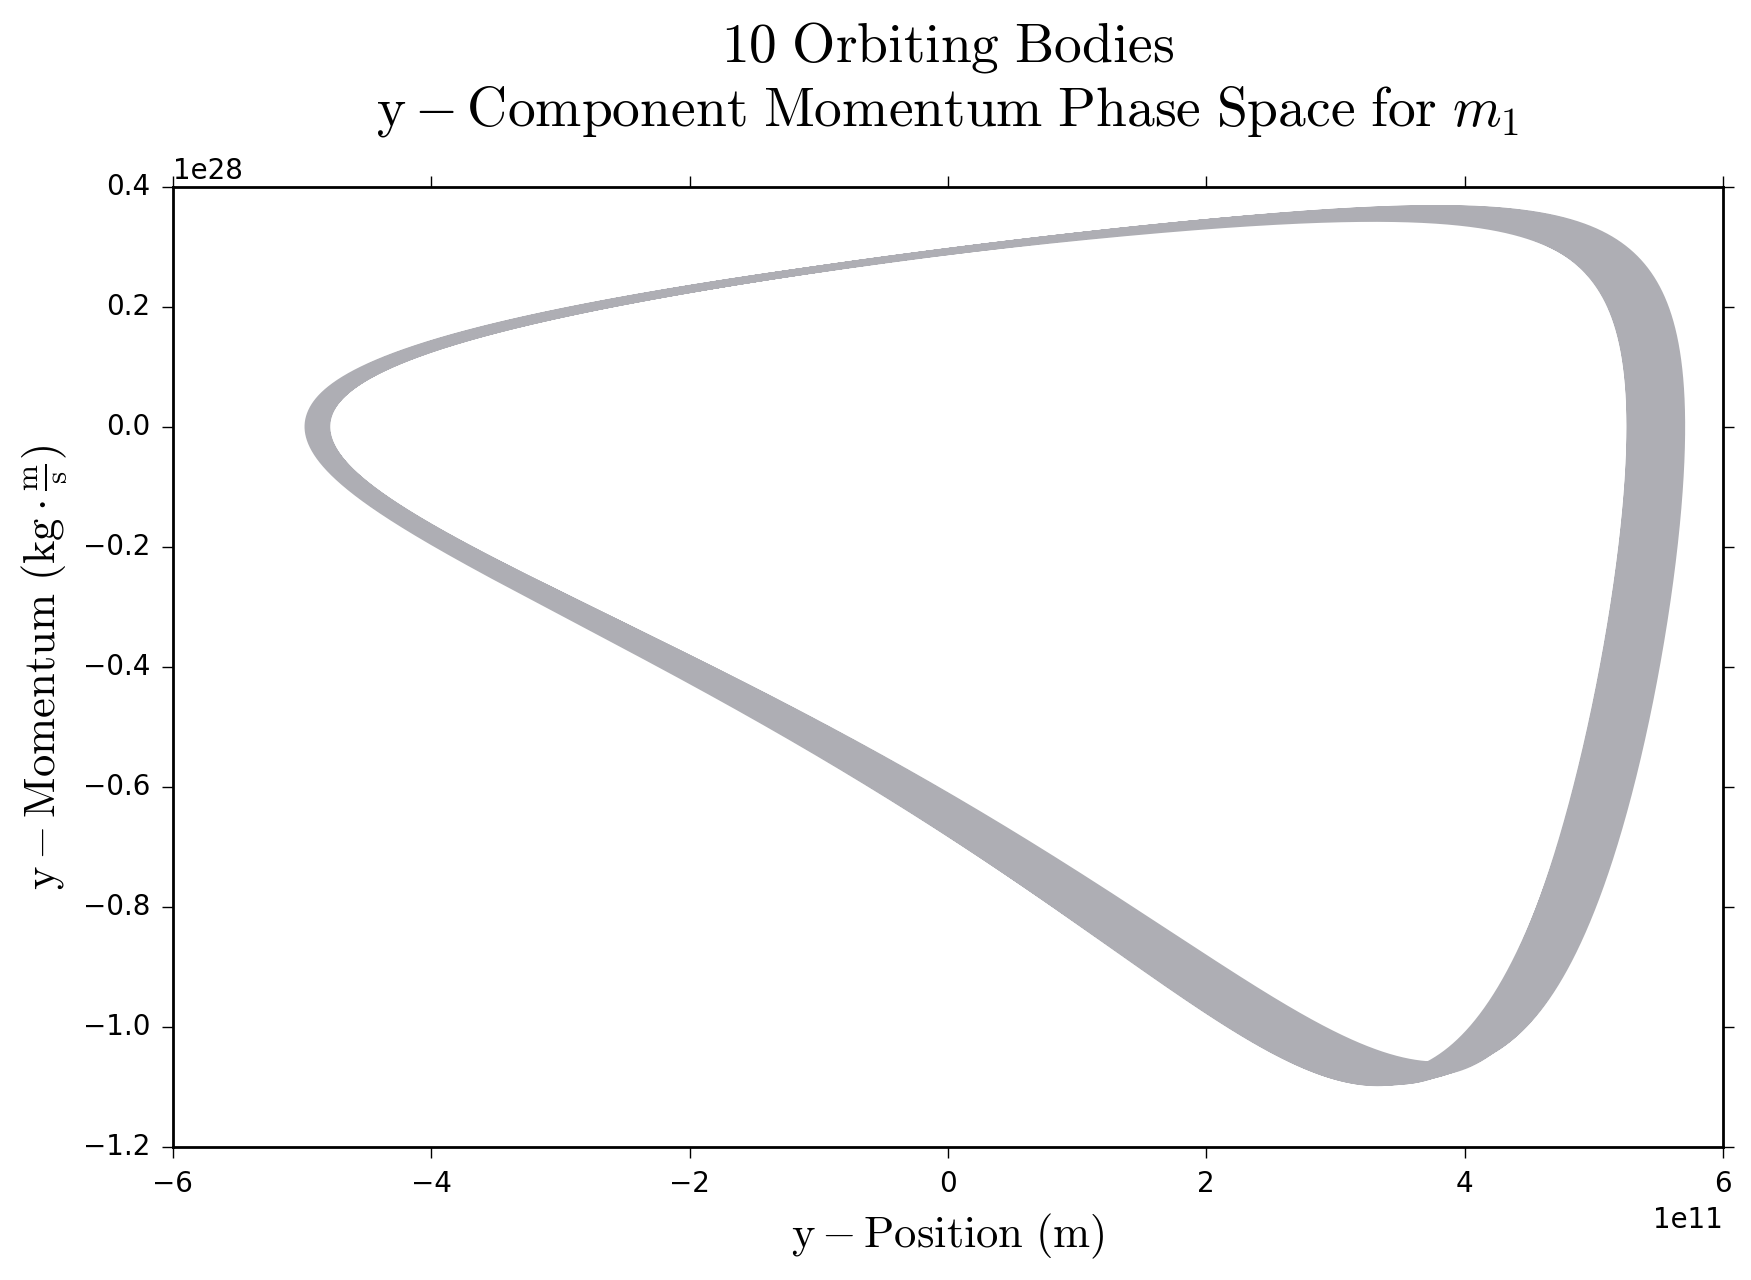 10 Orbiting Bodies
y − Component Momentum Phase Space for m₁
1e28
0.4
0.2
0.0
−0.2
−0.4
−0.6
−0.8
−1.0
−1.2
y − Momentum (kg · m/s)
−6 −4 −2 0 2 4 6
1e11
y − Position (m)